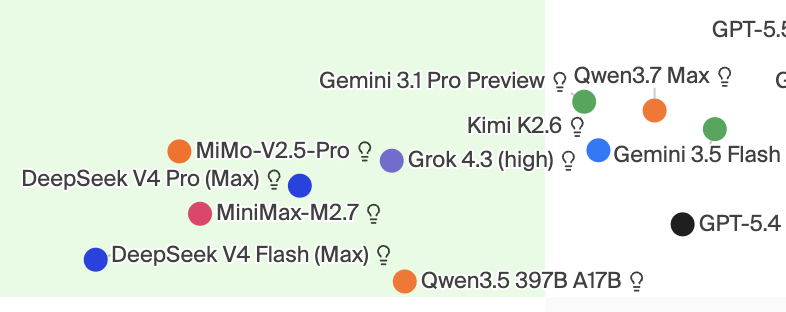 GPT-5.5
Gemini 3.1 Pro Preview
Qwen3.7 Max
G
Kimi K2.6
MiMo-V2.5-Pro
Grok 4.3 (high)
Gemini 3.5 Flash
DeepSeek V4 Pro (Max)
MiniMax-M2.7
GPT-5.4
DeepSeek V4 Flash (Max)
Qwen3.5 397B A17B